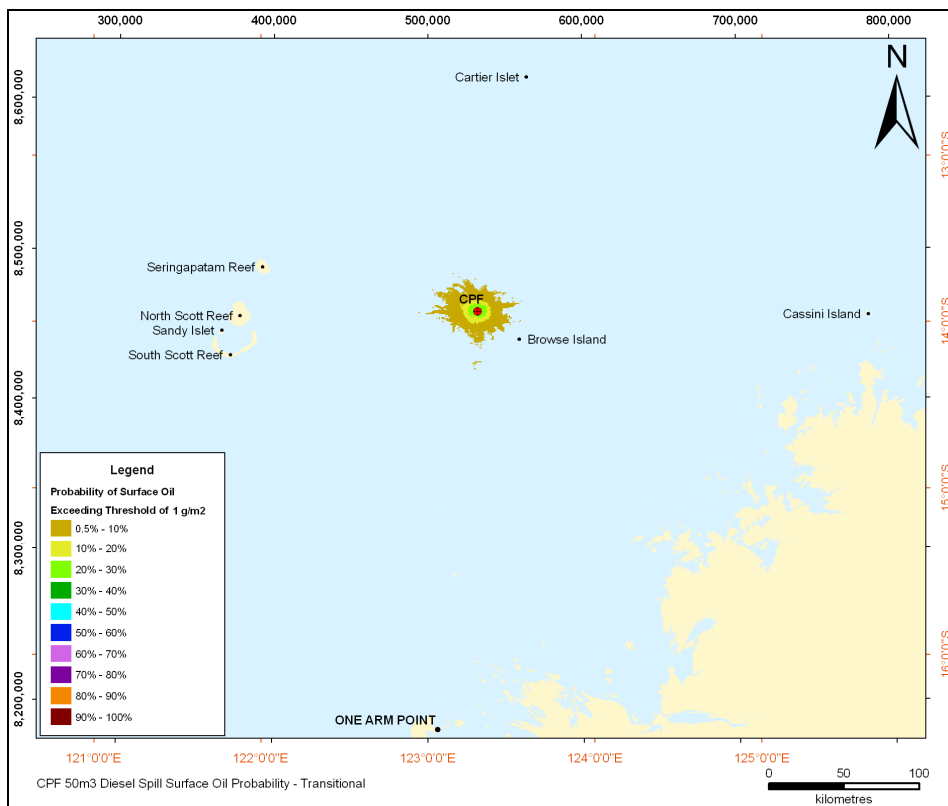 300,000 400,000 500,000 600,000 700,000 800,000
N
8,600,000
8,500,000
8,400,000
8,300,000
8,200,000
13°0'0"S
14°0'0"S
15°0'0"S
16°0'0"S
Cartier Islet
Seringapatam Reef
CPF
North Scott Reef
Sandy Islet
South Scott Reef
Browse Island
Cassini Island
Legend
Probability of Surface Oil
Exceeding Threshold of 1 g/m2
0.5% - 10%
10% - 20%
20% - 30%
30% - 40%
40% - 50%
50% - 60%
60% - 70%
70% - 80%
80% - 90%
90% - 100%
ONE ARM POINT
121°0'0"E 122°0'0"E 123°0'0"E 124°0'0"E 125°0'0"E
CPF 50m3 Diesel Spill Surface Oil Probability - Transitional
0 50 100
kilometres